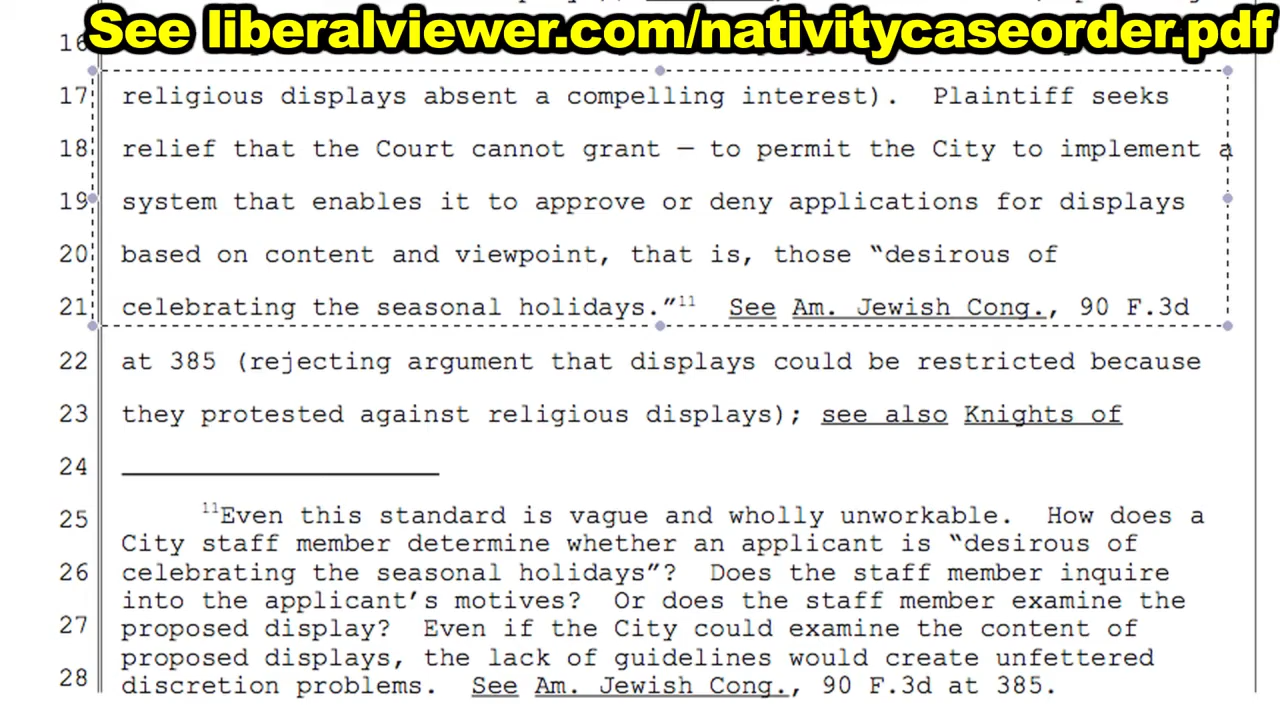 See liberalviewer.com/nativitycaseorder.pdf
16
17 religious displays absent a compelling interest). Plaintiff seeks
18 relief that the Court cannot grant — to permit the City to implement a
19 system that enables it to approve or deny applications for displays
20 based on content and viewpoint, that is, those “desirous of
21 celebrating the seasonal holidays.”11 See Am. Jewish Cong., 90 F.3d
22 at 385 (rejecting argument that displays could be restricted because
23 they protested against religious displays); see also Knights of
24
25 11Even this standard is vague and wholly unworkable. How does a
City staff member determine whether an applicant is “desirous of
26 celebrating the seasonal holidays”? Does the staff member inquire
into the applicant’s motives? Or does the staff member examine the
27 proposed display? Even if the City could examine the content of
proposed displays, the lack of guidelines would create unfettered
28 discretion problems. See Am. Jewish Cong., 90 F.3d at 385.